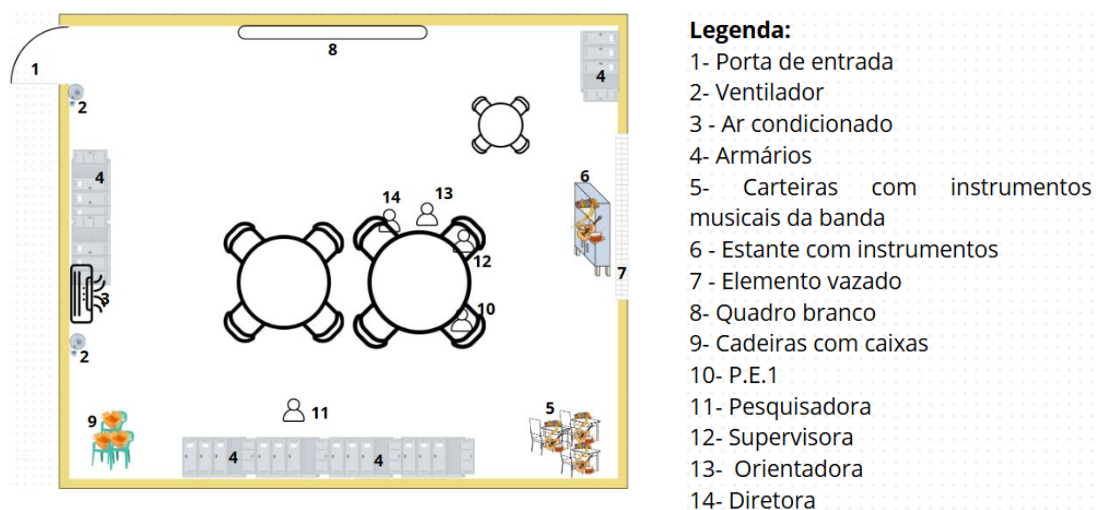 8
1
2
4
4
6
14
13
12
7
3
10
2
11
5
9
4
4
Legenda:
1- Porta de entrada
2- Ventilador
3 - Ar condicionado
4- Armários
5- Carteiras com instrumentos
musicais da banda
6 - Estante com instrumentos
7 - Elemento vazado
8- Quadro branco
9- Cadeiras com caixas
10- P.E.1
11- Pesquisadora
12- Supervisora
13- Orientadora
14- Diretora